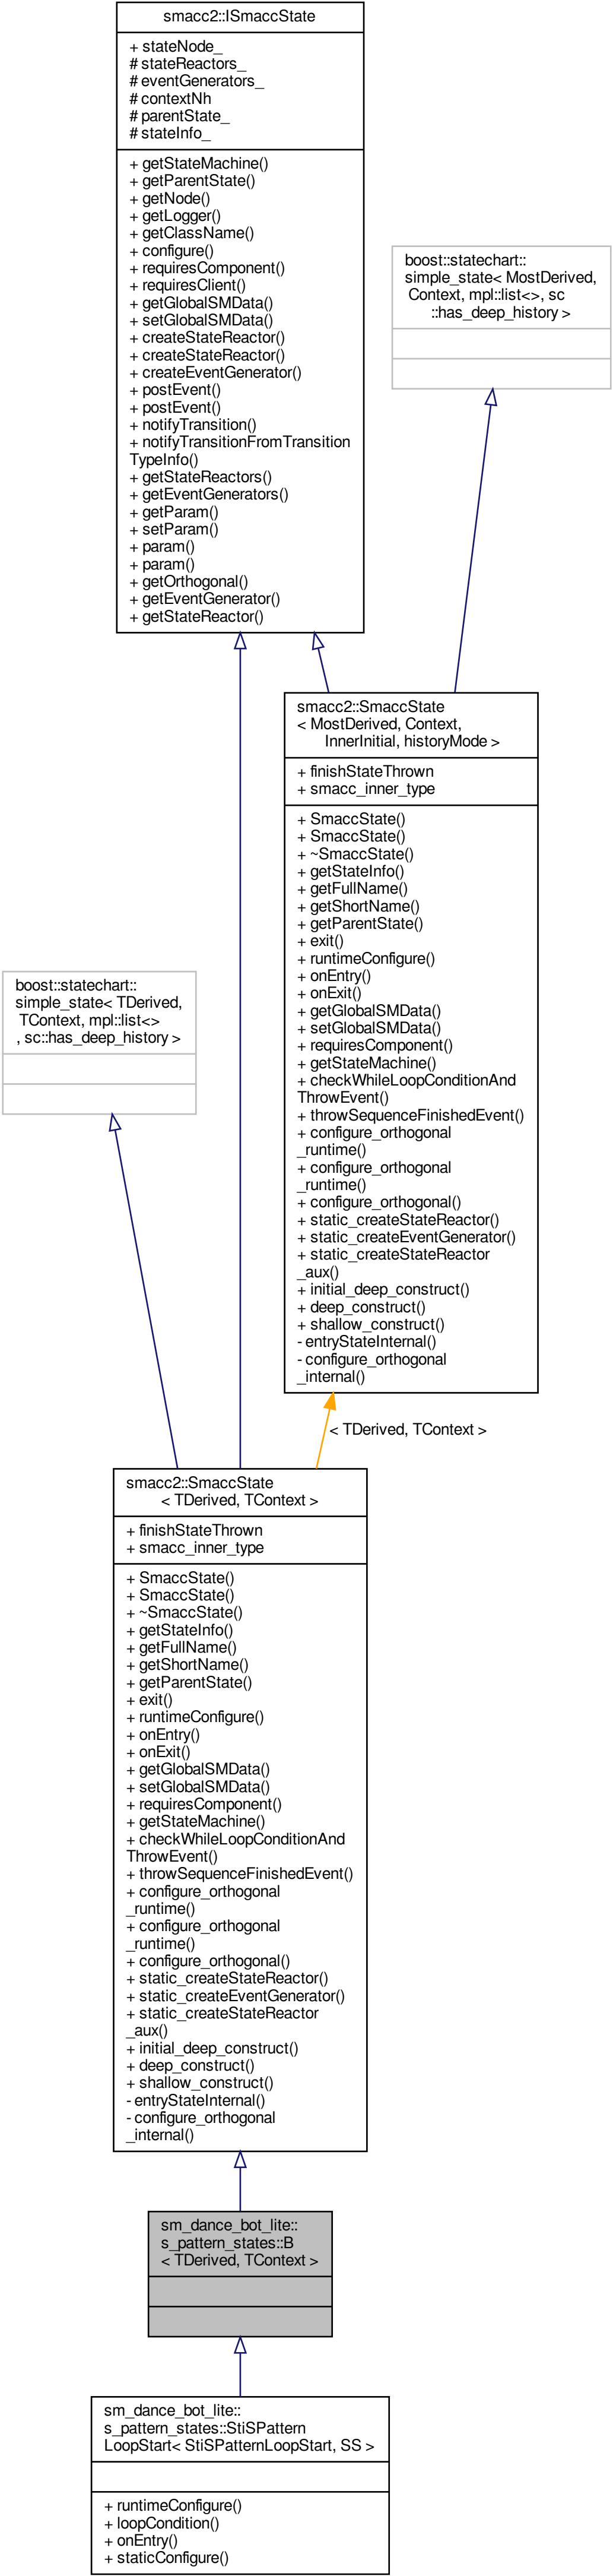 smacc2::ISmaccState
+ stateNode_
# stateReactors_
# eventGenerators_
# contextNh
# parentState_
# stateInfo_
+ getStateMachine()
+ getParentState()
+ getNode()
+ getLogger()
+ getClassName()
+ configure()
+ requiresComponent()
+ requiresClient()
+ getGlobalSMData()
+ setGlobalSMData()
+ createStateReactor()
+ createStateReactor()
+ createEventGenerator()
+ postEvent()
+ postEvent()
+ notifyTransition()
+ notifyTransitionFromTransition
TypeInfo()
+ getStateReactors()
+ getEventGenerators()
+ getParam()
+ setParam()
+ param()
+ param()
+ getOrthogonal()
+ getEventGenerator()
+ getStateReactor()
boost::statechart::
simple_state< MostDerived,
Context, mpl::list<>, sc
::has_deep_history >
smacc2::SmaccState
< MostDerived, Context,
InnerInitial, historyMode >
+ finishStateThrown
+ smacc_inner_type
+ SmaccState()
+ SmaccState()
+ ~SmaccState()
+ getStateInfo()
+ getFullName()
+ getShortName()
+ getParentState()
+ exit()
+ runtimeConfigure()
+ onEntry()
+ onExit()
+ getGlobalSMData()
+ setGlobalSMData()
+ requiresComponent()
+ getStateMachine()
+ checkWhileLoopConditionAnd
ThrowEvent()
+ throwSequenceFinishedEvent()
+ configure_orthogonal
_runtime()
+ configure_orthogonal
_runtime()
+ configure_orthogonal()
+ static_createStateReactor()
+ static_createEventGenerator()
+ static_createStateReactor
_aux()
+ initial_deep_construct()
+ deep_construct()
+ shallow_construct()
- entryStateInternal()
- configure_orthogonal
_internal()
boost::statechart::
simple_state< TDerived,
TContext, mpl::list<>
, sc::has_deep_history >
< TDerived, TContext >
smacc2::SmaccState
< TDerived, TContext >
+ finishStateThrown
+ smacc_inner_type
+ SmaccState()
+ SmaccState()
+ ~SmaccState()
+ getStateInfo()
+ getFullName()
+ getShortName()
+ getParentState()
+ exit()
+ runtimeConfigure()
+ onEntry()
+ onExit()
+ getGlobalSMData()
+ setGlobalSMData()
+ requiresComponent()
+ getStateMachine()
+ checkWhileLoopConditionAnd
ThrowEvent()
+ throwSequenceFinishedEvent()
+ configure_orthogonal
_runtime()
+ configure_orthogonal
_runtime()
+ configure_orthogonal()
+ static_createStateReactor()
+ static_createEventGenerator()
+ static_createStateReactor
_aux()
+ initial_deep_construct()
+ deep_construct()
+ shallow_construct()
- entryStateInternal()
- configure_orthogonal
_internal()
sm_dance_bot_lite::
s_pattern_states::B
< TDerived, TContext >
sm_dance_bot_lite::
s_pattern_states::StiSPattern
LoopStart< StiSPatternLoopStart, SS >
+ runtimeConfigure()
+ loopCondition()
+ onEntry()
+ staticConfigure()